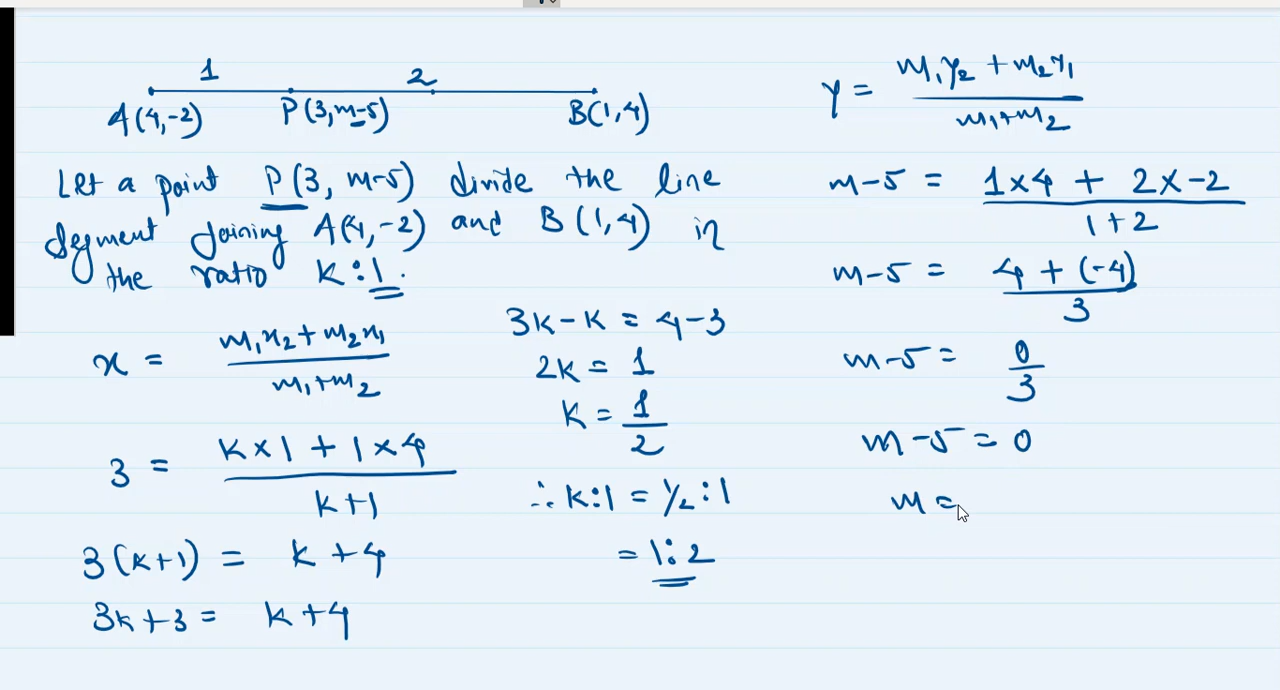 1 2
A(4,-2) P(3,m-5) B(1,4)
Let a point P(3, m-5) divide the line
segment joining A(4,-2) and B(1,4) in
the ratio K:1.
x = m₁x₂ + m₂x₁ / m₁+m₂
3 = K×1 + 1×4 / K+1
3(K+1) = K+4
3K+3 = K+4
3K-K = 4-3
2K = 1
K = 1/2
∴ K:1 = 1/2:1
= 1:2
Y = m₁y₂ + m₂y₁ / m₁+m₂
m-5 = 1×4 + 2×-2 / 1+2
m-5 = 4+(-4) / 3
m-5 = 0/3
m-5 = 0
m =